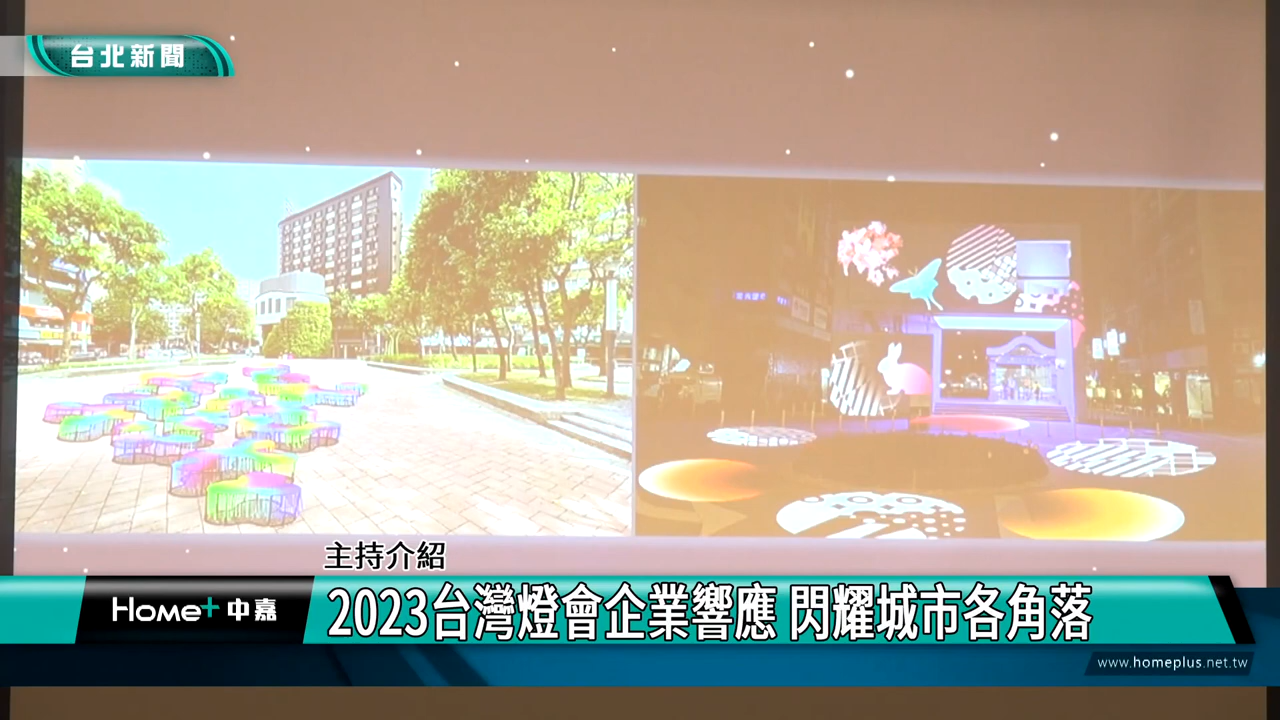 台北新聞
主持介紹
Home+ 中嘉
2023台灣燈會企業響應 閃耀城市各角落
www.homeplus.net.tw